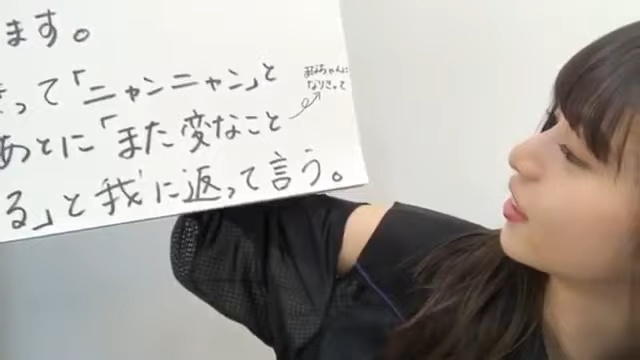 ます。
って「ニャンニャン」と
あとに「また変なこと
る」と我に返って言う。
なりきって